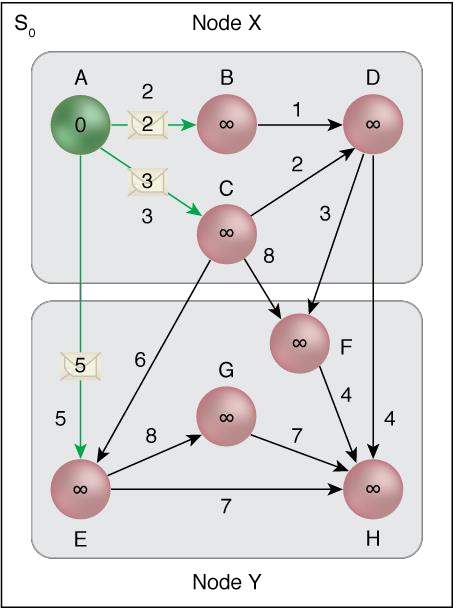 S₀
Node X
A B D
2
0 2 ∞ 1 ∞
3 C 2
3 ∞ 3
8
5 6 ∞ F
G
5 8 ∞ 7 4 4
∞ 7 ∞
E H
Node Y